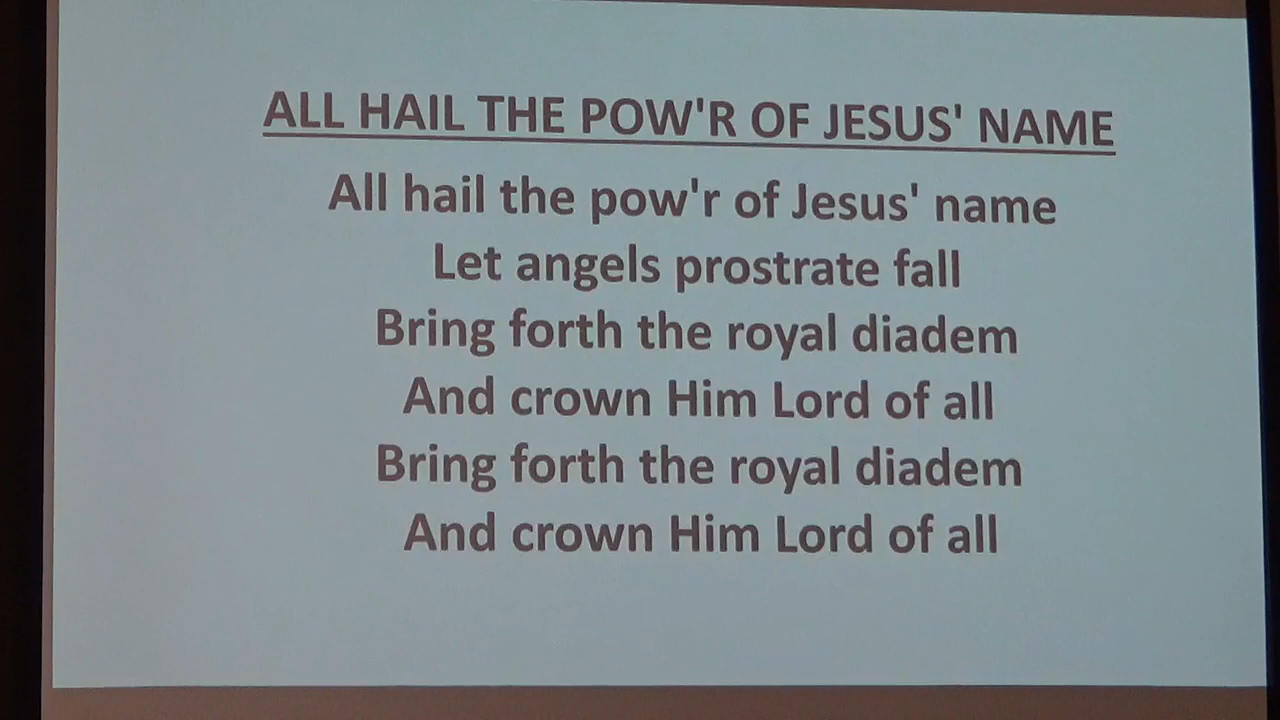 ALL HAIL THE POW'R OF JESUS' NAME
All hail the pow'r of Jesus' name
Let angels prostrate fall
Bring forth the royal diadem
And crown Him Lord of all
Bring forth the royal diadem
And crown Him Lord of all